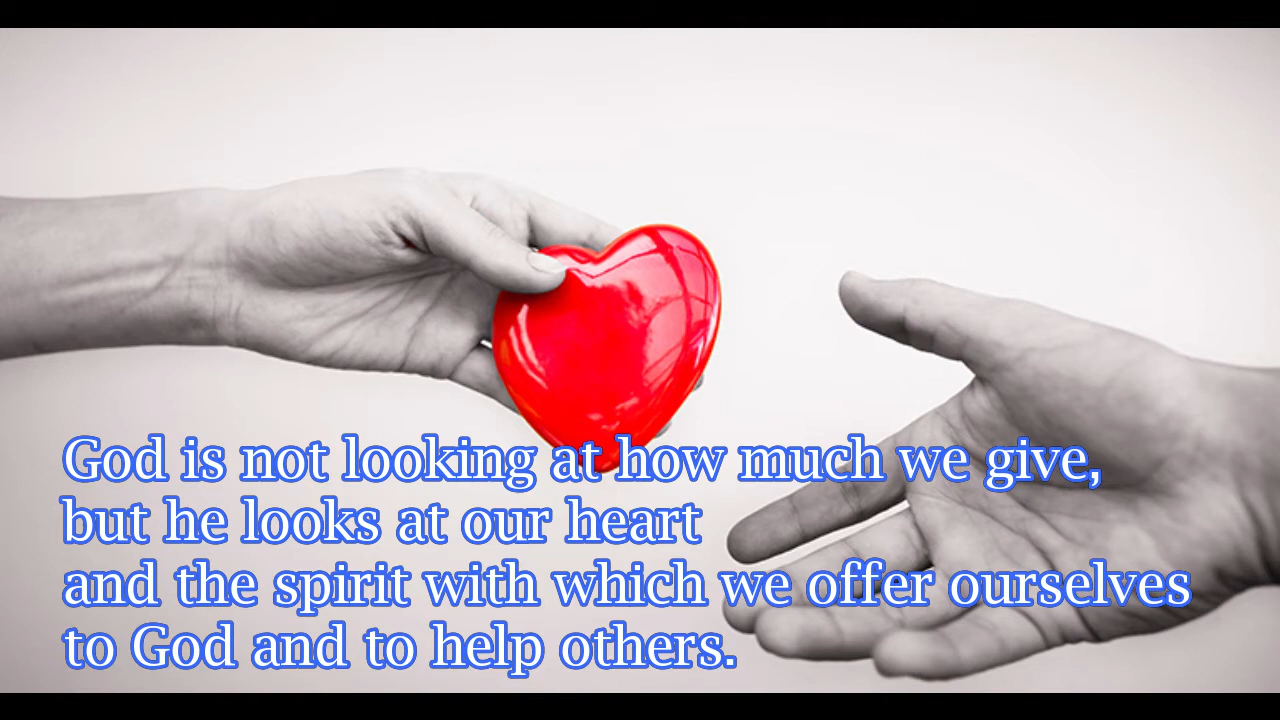 God is not looking at how much we give,
but he looks at our heart
and the spirit with which we offer ourselves
to God and to help others.